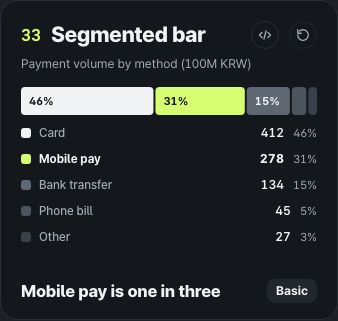 33 Segmented bar
Payment volume by method (100M KRW)
46% 31% 15%
Card 412 46%
Mobile pay 278 31%
Bank transfer 134 15%
Phone bill 45 5%
Other 27 3%
Mobile pay is one in three Basic